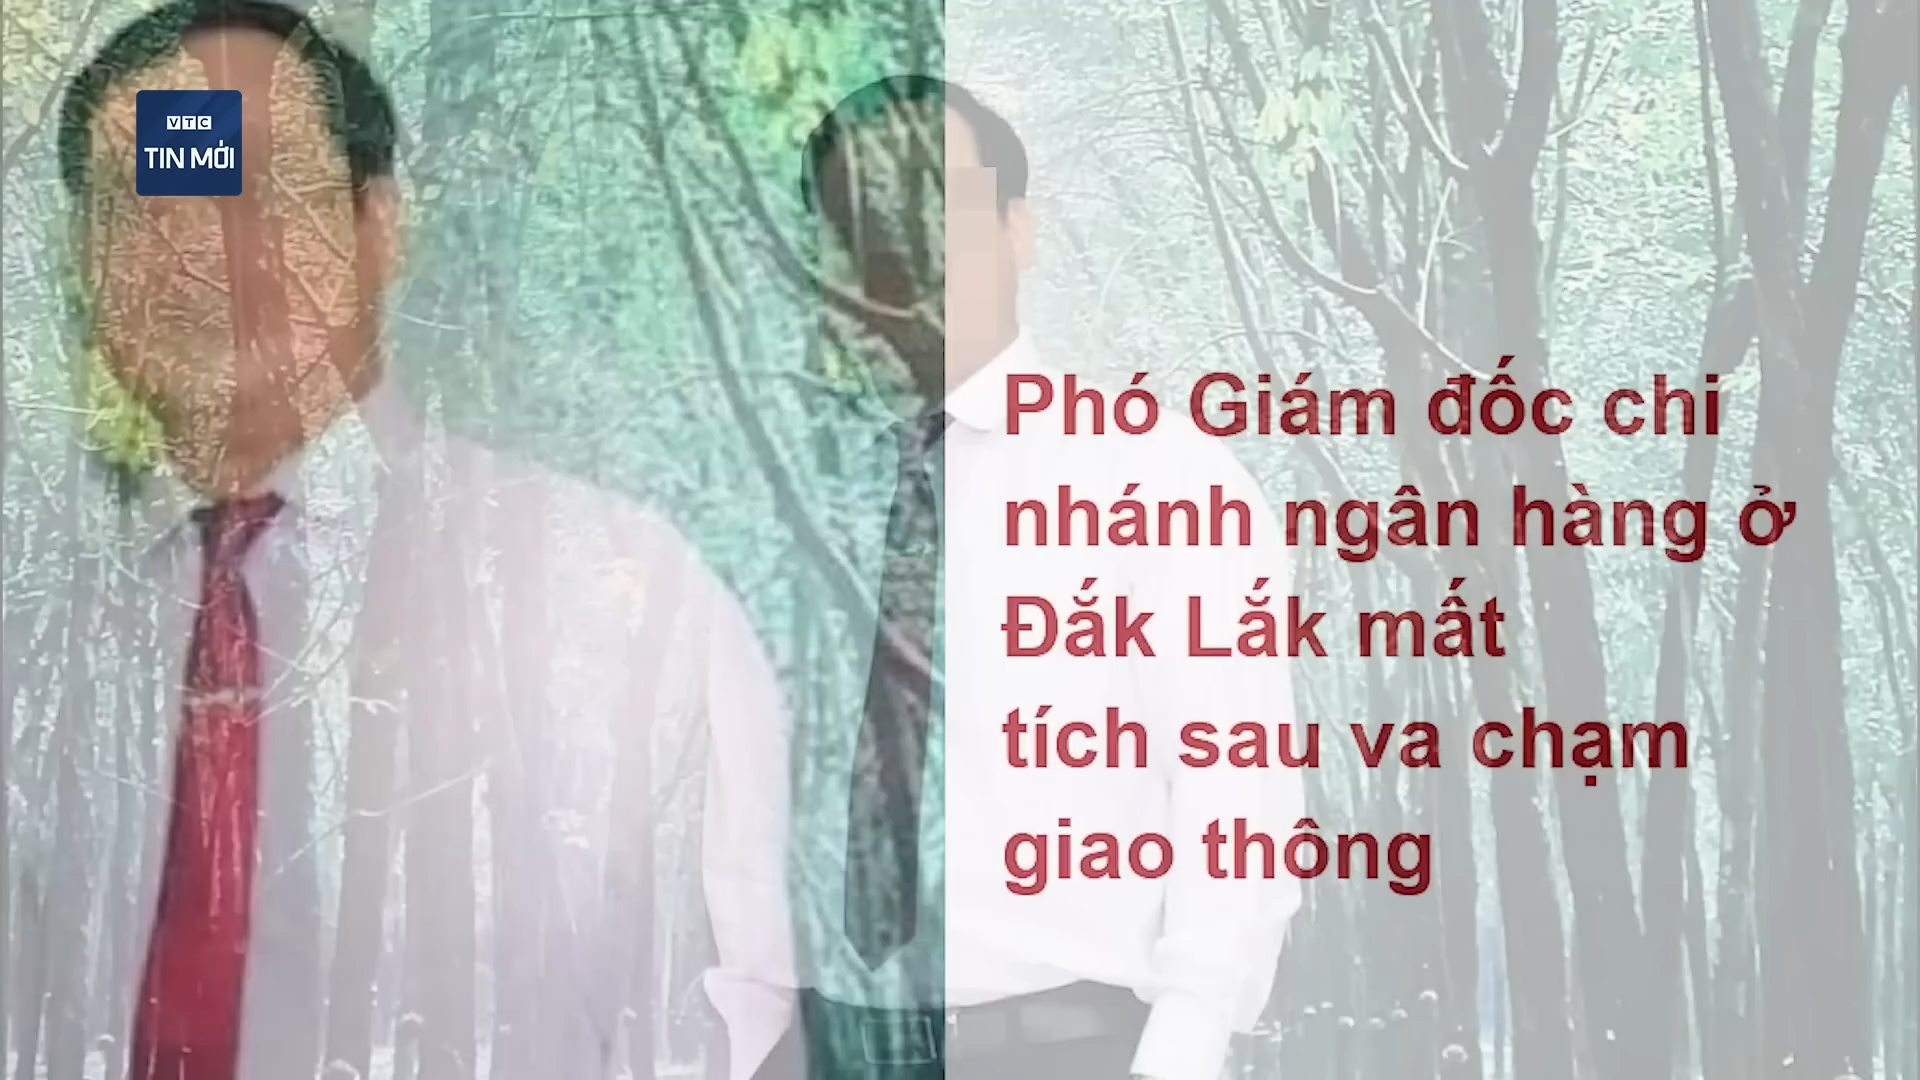 VTC
TIN MỚI
Phó Giám đốc chi
nhánh ngân hàng ở
Đắk Lắk mất
tích sau va chạm
giao thông